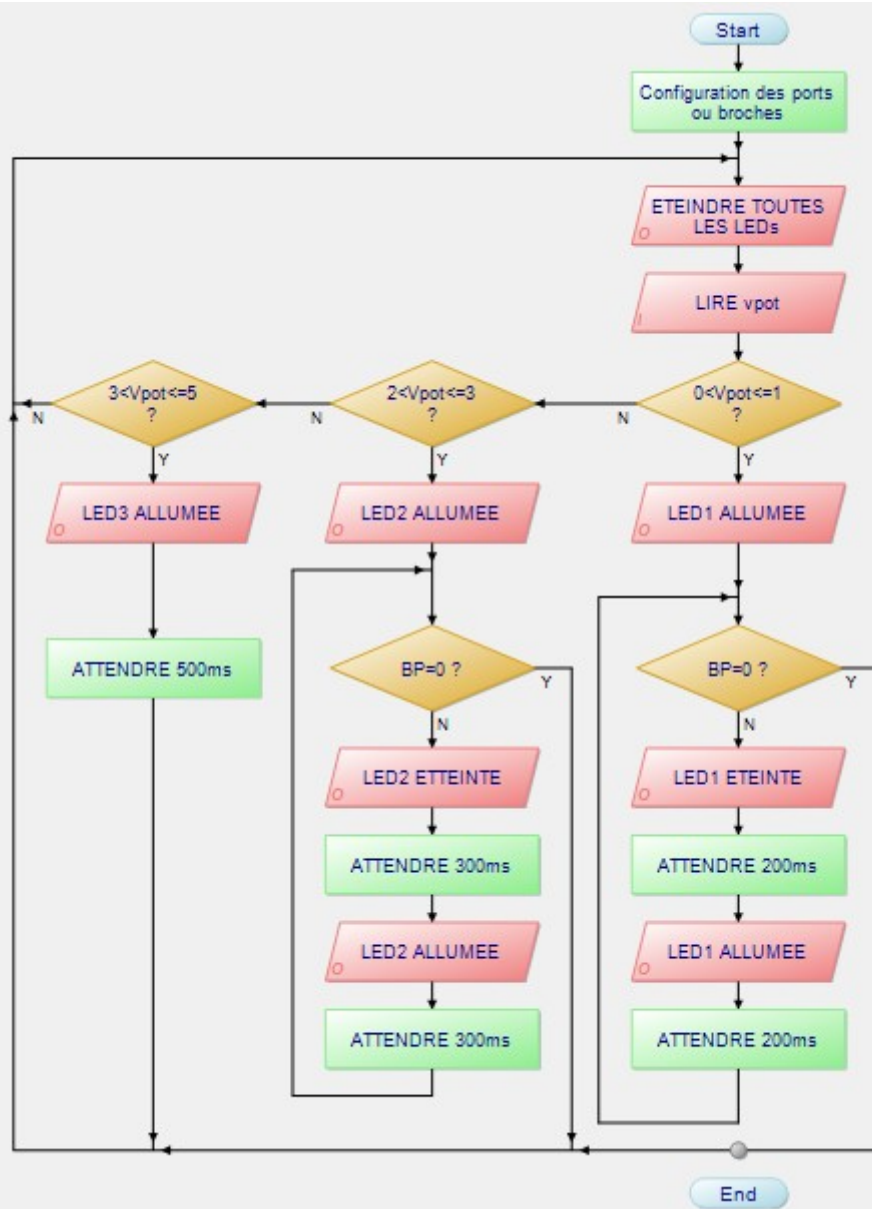 Start
Configuration des ports
ou broches
ETEINDRE TOUTES
LES LEDs
O
LIRE vpot
I
3<Vpot<=5
?
N
Y
2<Vpot<=3
?
N
Y
0<Vpot<=1
?
N
Y
LED3 ALLUMEE
O
LED2 ALLUMEE
O
LED1 ALLUMEE
O
ATTENDRE 500ms
BP=0 ?
Y
N
BP=0 ?
Y
N
LED2 ETTEINTE
O
LED1 ETEINTE
O
ATTENDRE 300ms
ATTENDRE 200ms
LED2 ALLUMEE
O
LED1 ALLUMEE
O
ATTENDRE 300ms
ATTENDRE 200ms
End